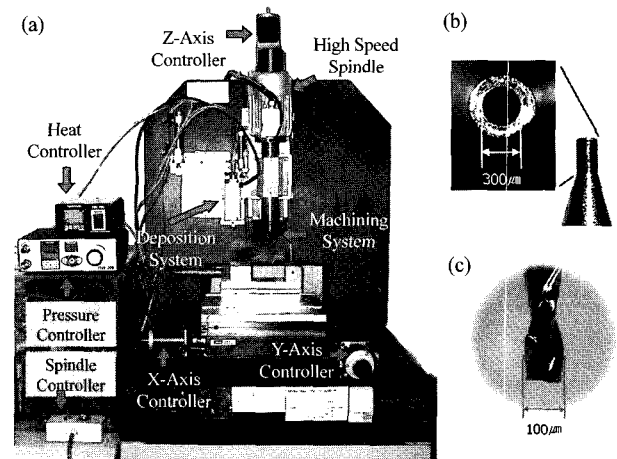 (a)
Z-Axis
Controller
High Speed
Spindle
Heat
Controller
Deposition
System
Machining
System
Pressure
Controller
Spindle
Controller
X-Axis
Controller
Y-Axis
Controller
(b)
300㎛
(c)
100㎛